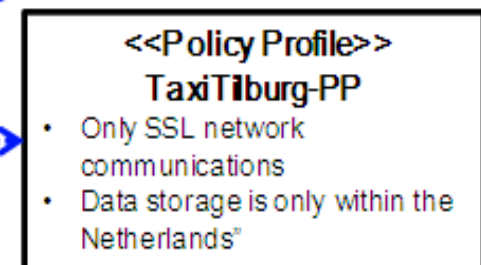 <<Policy Profile>>
TaxiTilburg-PP
• Only SSL network
communications
• Data storage is only within the
Netherlands”